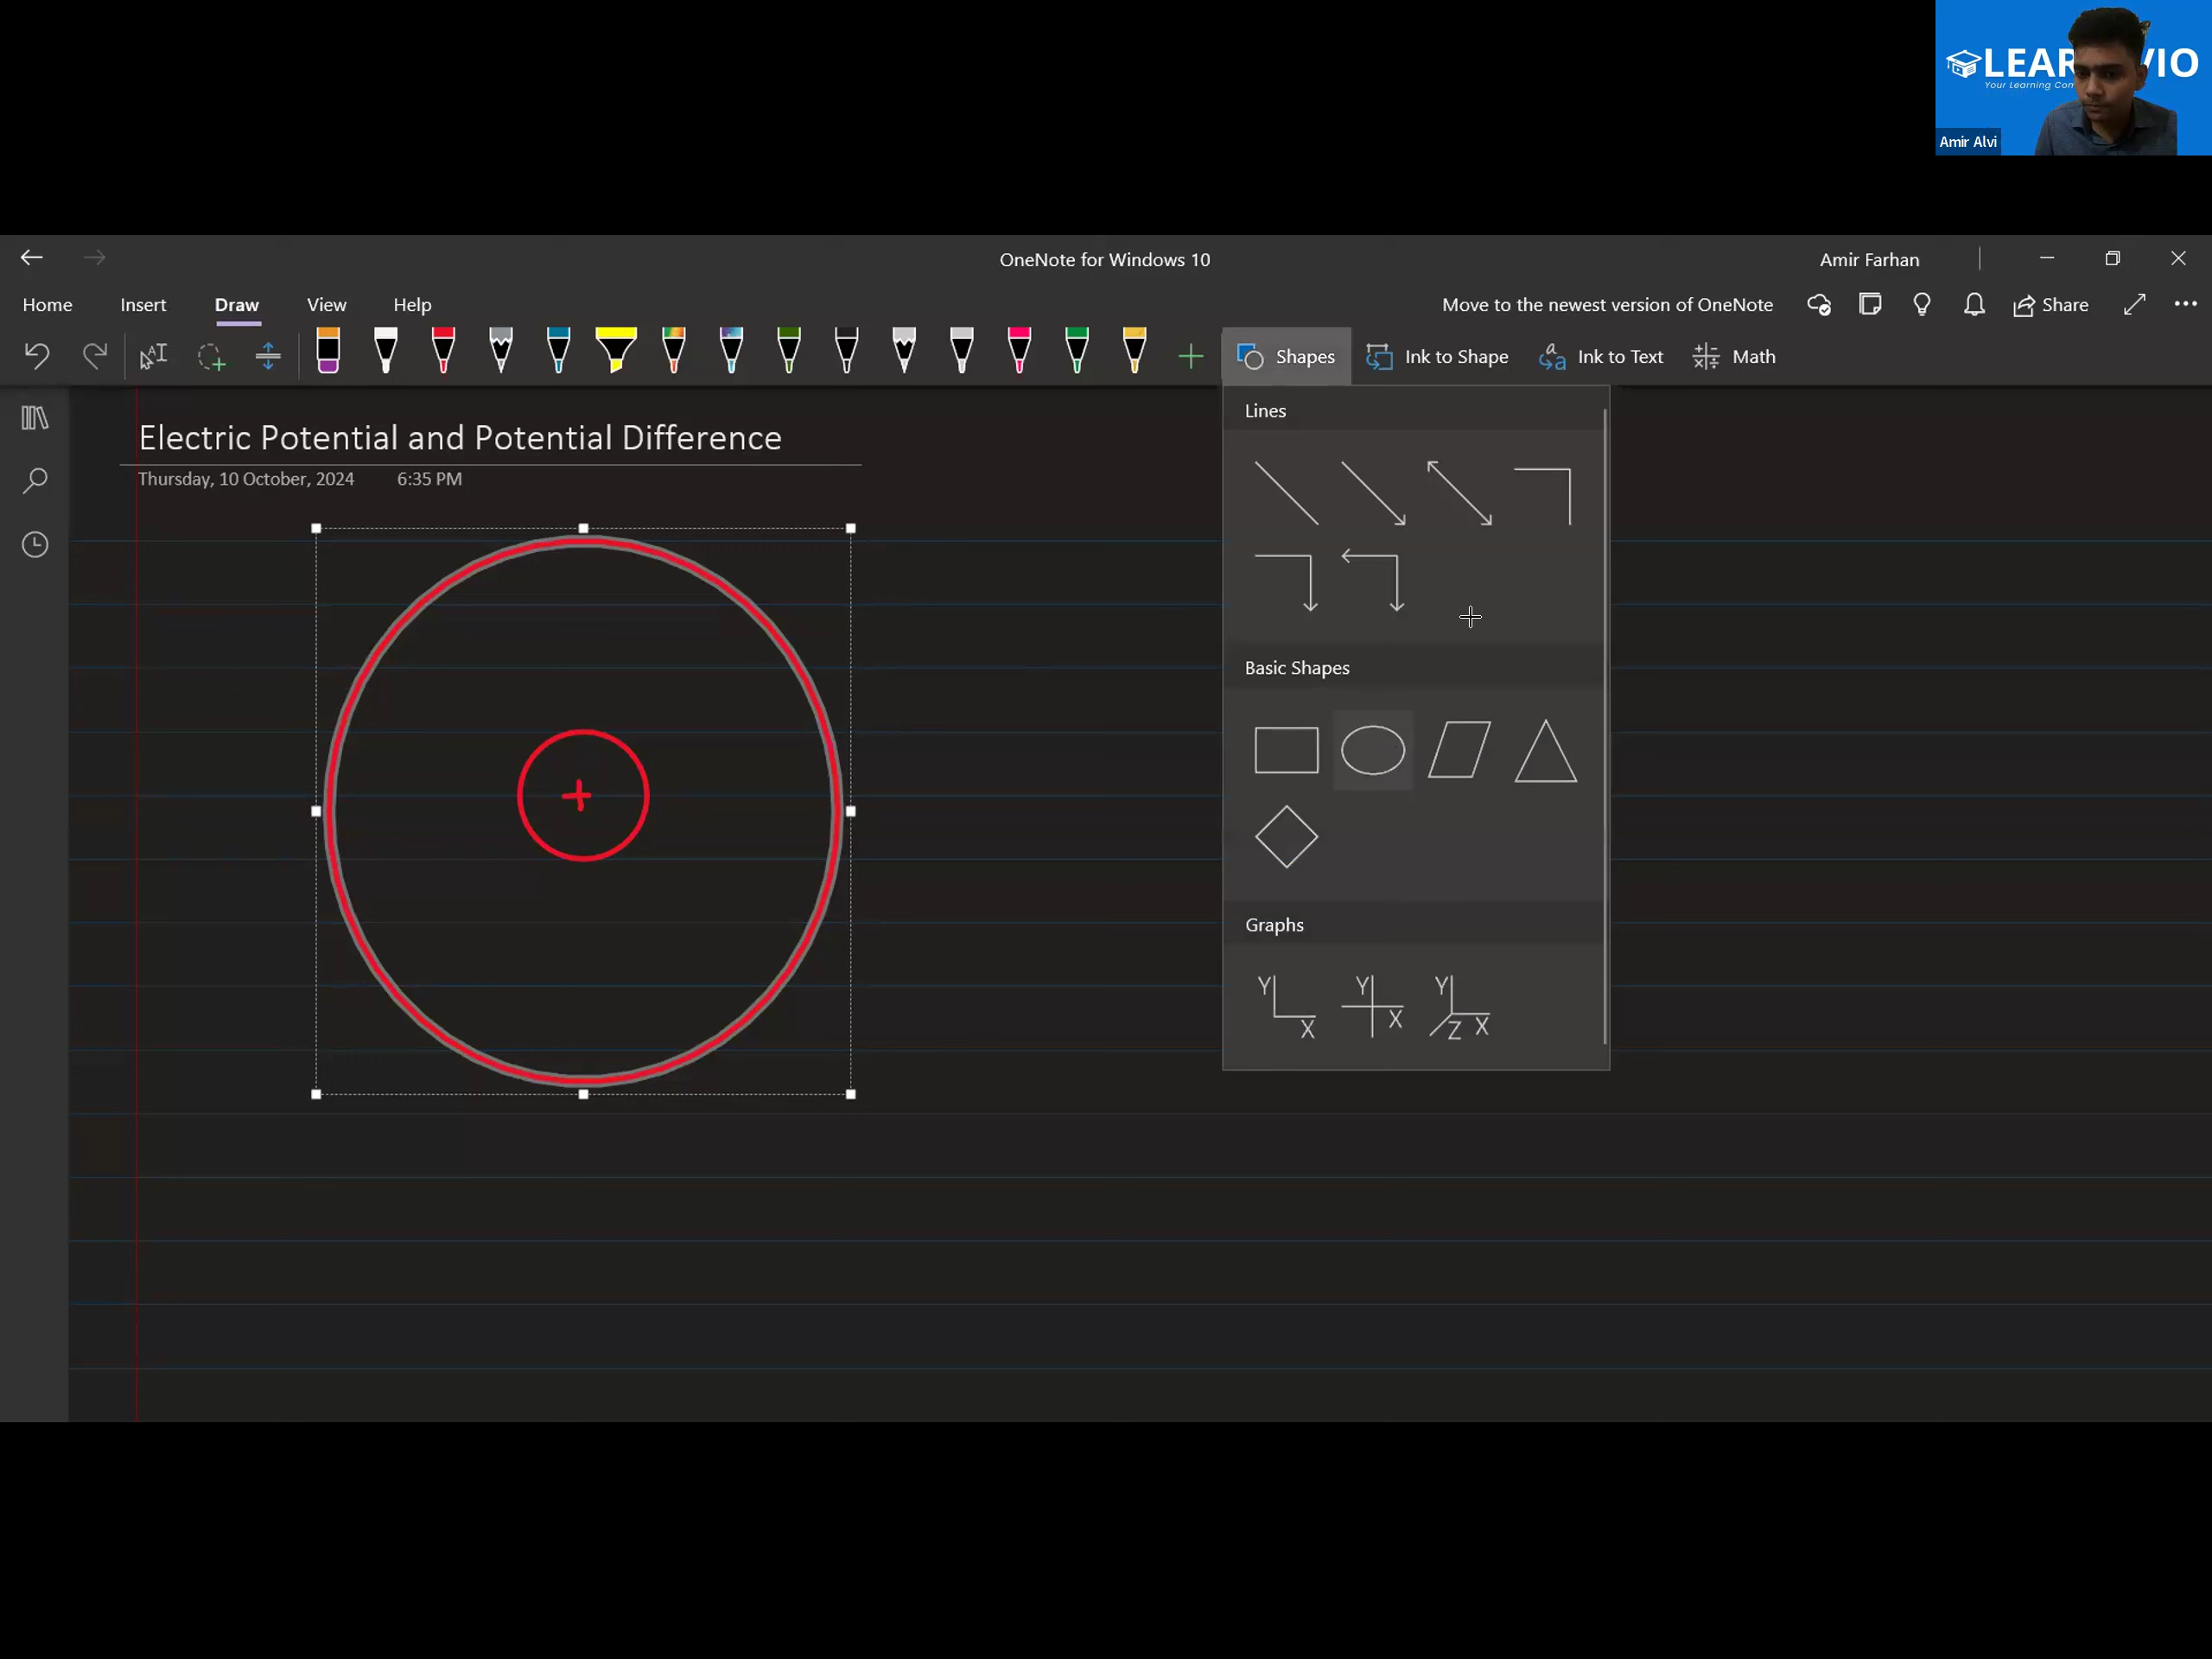 LEAR VIO
Your Learning Com
Amir Alvi
OneNote for Windows 10
Amir Farhan
Home Insert Draw View Help
Move to the newest version of OneNote
Share
Shapes
Ink to Shape
Ink to Text
Math
Electric Potential and Potential Difference
Thursday, 10 October, 2024 6:35 PM
+
Lines
Basic Shapes
Graphs
Y X
Y X
Y Z X